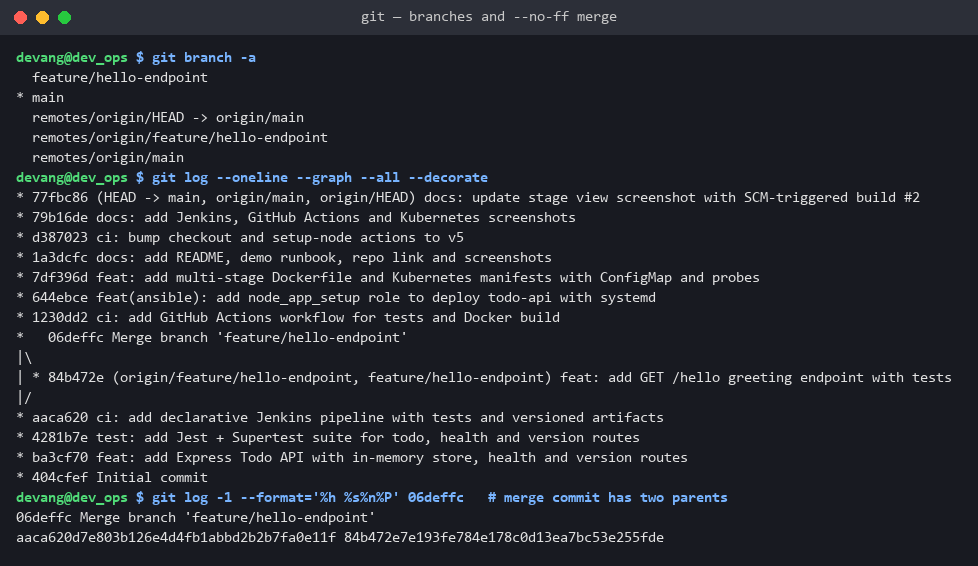 git — branches and --no-ff merge
devang@dev_ops $ git branch -a
  feature/hello-endpoint
* main
  remotes/origin/HEAD -> origin/main
  remotes/origin/feature/hello-endpoint
  remotes/origin/main
devang@dev_ops $ git log --oneline --graph --all --decorate
* 77fbc86 (HEAD -> main, origin/main, origin/HEAD) docs: update stage view screenshot with SCM-triggered build #2
* 79b16de docs: add Jenkins, GitHub Actions and Kubernetes screenshots
* d387023 ci: bump checkout and setup-node actions to v5
* 1a3dcfc docs: add README, demo runbook, repo link and screenshots
* 7df396d feat: add multi-stage Dockerfile and Kubernetes manifests with ConfigMap and probes
* 644ebce feat(ansible): add node_app_setup role to deploy todo-api with systemd
* 1230dd2 ci: add GitHub Actions workflow for tests and Docker build
*   06deffc Merge branch 'feature/hello-endpoint'
|\
| * 84b472e (origin/feature/hello-endpoint, feature/hello-endpoint) feat: add GET /hello greeting endpoint with tests
|/
* aaca620 ci: add declarative Jenkins pipeline with tests and versioned artifacts
* 4281b7e test: add Jest + Supertest suite for todo, health and version routes
* ba3cf70 feat: add Express Todo API with in-memory store, health and version routes
* 404cfef Initial commit
devang@dev_ops $ git log -1 --format='%h %s%n%P' 06deffc   # merge commit has two parents
06deffc Merge branch 'feature/hello-endpoint'
aaca620d7e803b126e4d4fb1abbd2b2b7fa0e11f 84b472e7e193fe784e178c0d13ea7bc53e255fde